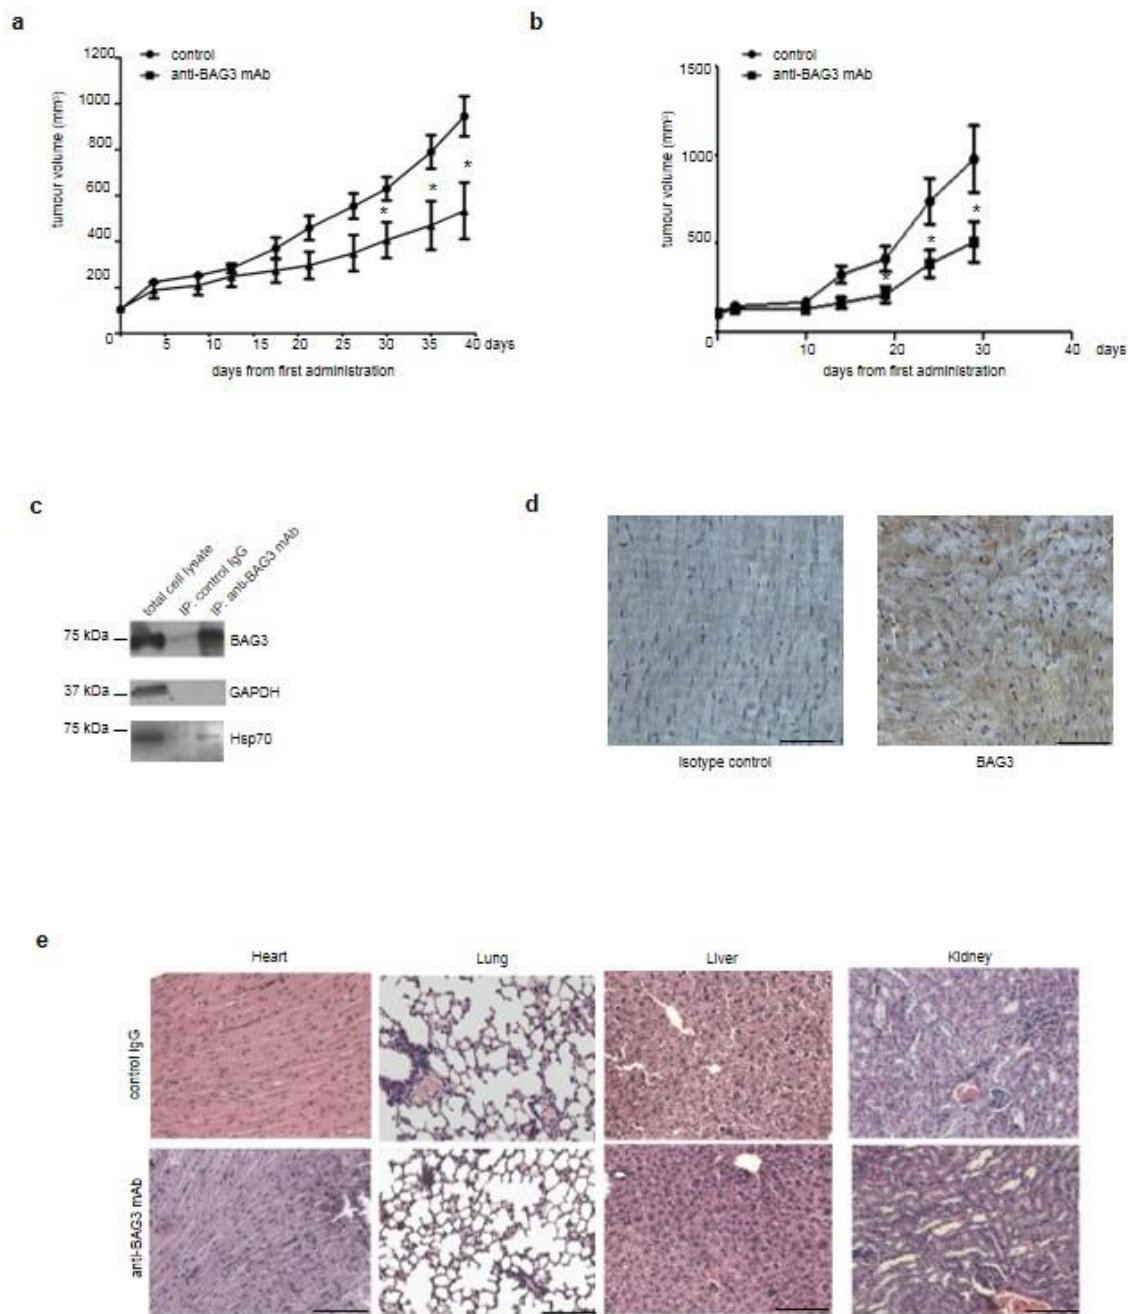 a
control
anti-BAG3 mAb
tumour volume (mm³)
1200
1000
800
600
400
200
0
5 10 15 20 25 30 35 40 days
* * *
days from first administration
b
control
anti-BAG3 mAb
tumour volume (mm³)
1500
1000
500
0 10 20 30 40 days
* * *
days from first administration
c
total cell lysate
IP: control IgG
IP: anti-BAG3 mAb
75 kDa BAG3
37 kDa GAPDH
75 kDa Hsp70
d
Isotype control BAG3
e
Heart Lung Liver Kidney
control IgG
anti-BAG3 mAb